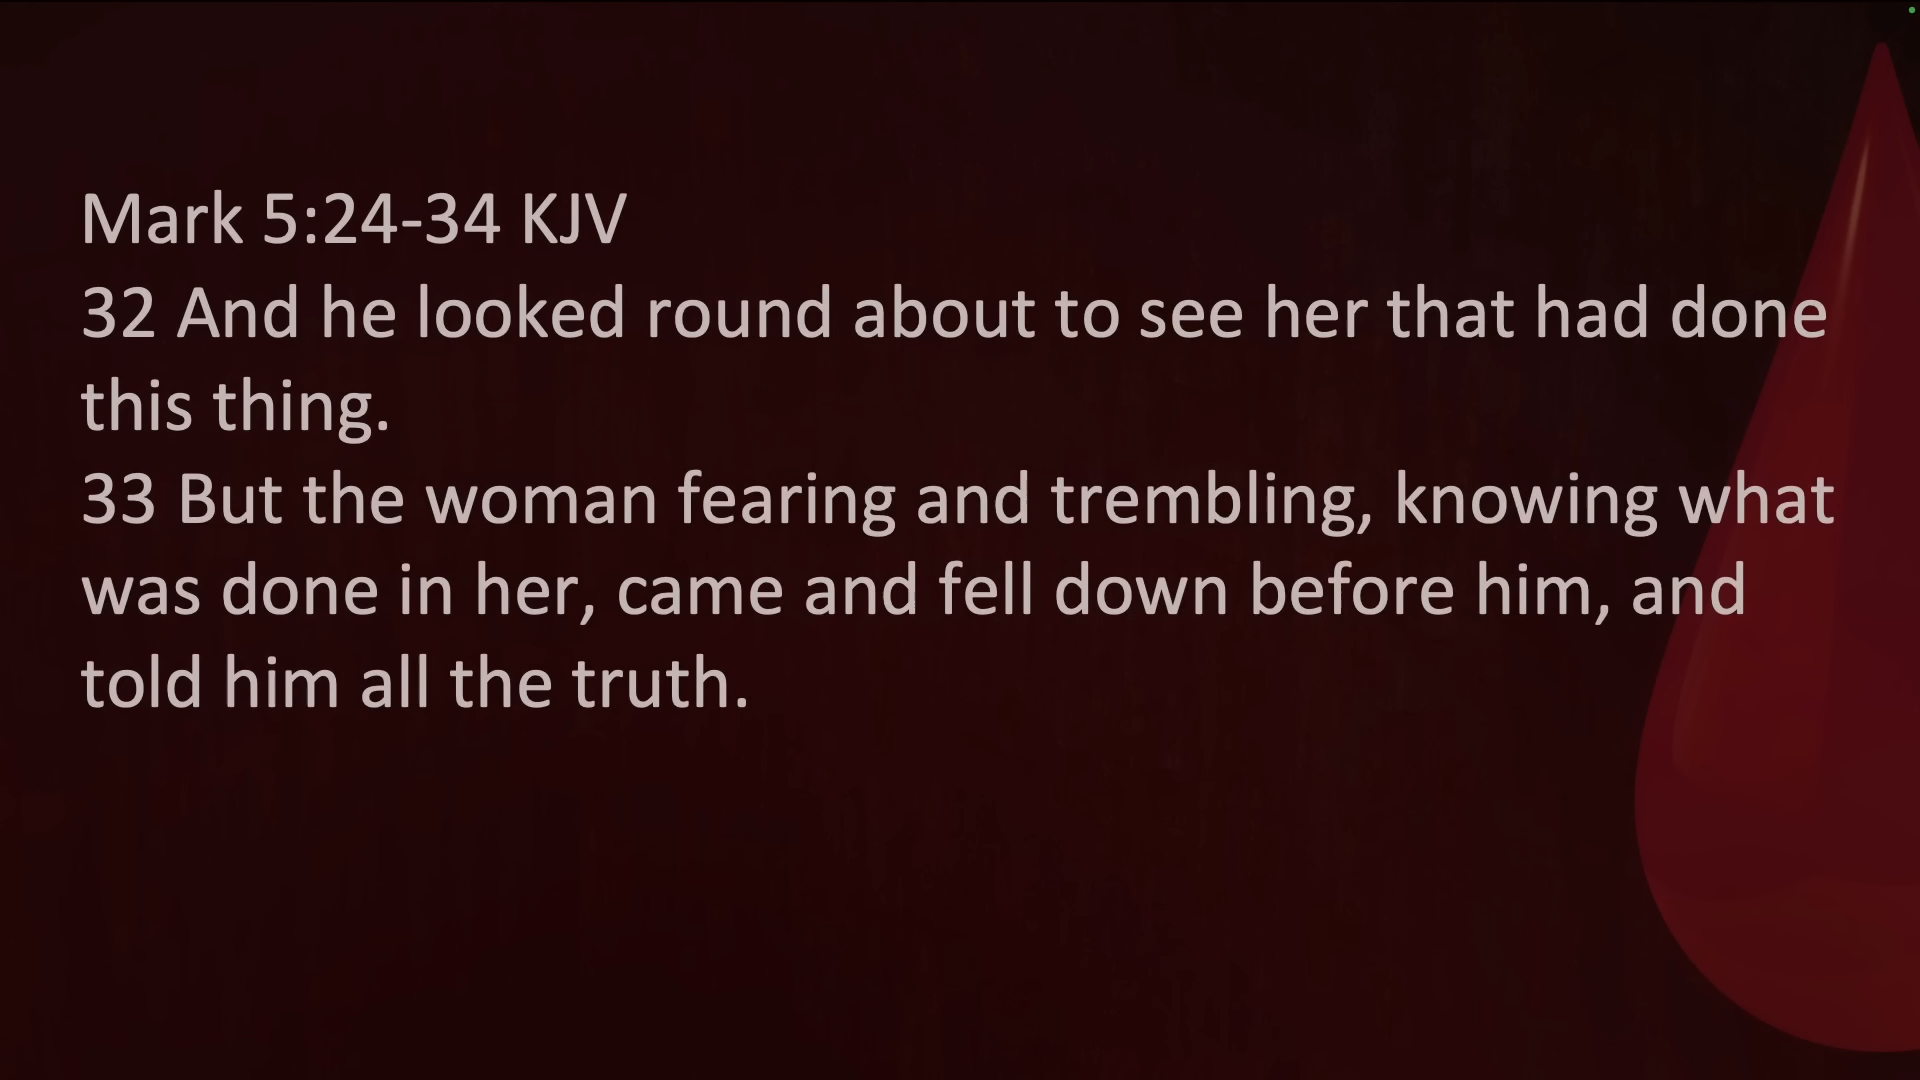 Mark 5:24-34 KJV
32 And he looked round about to see her that had done
this thing.
33 But the woman fearing and trembling, knowing what
was done in her, came and fell down before him, and
told him all the truth.